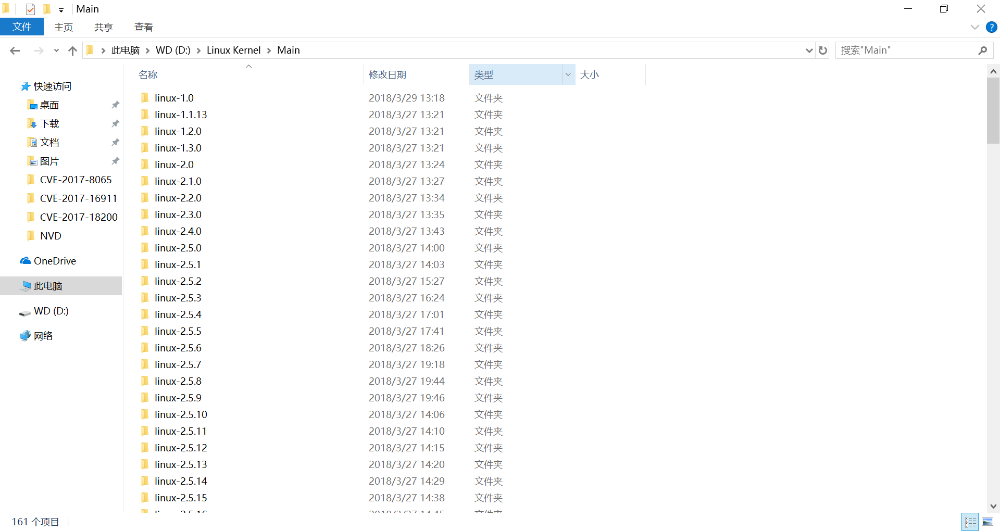 Main
文件 主页 共享 查看
此电脑 WD (D:) Linux Kernel Main 搜索"Main"
名称 修改日期 类型 大小
快速访问
桌面
下载
文档
图片
CVE-2017-8065
CVE-2017-16911
CVE-2017-18200
NVD
OneDrive
此电脑
WD (D:)
网络
linux-1.0 2018/3/29 13:18 文件夹
linux-1.1.13 2018/3/27 13:21 文件夹
linux-1.2.0 2018/3/27 13:21 文件夹
linux-1.3.0 2018/3/27 13:21 文件夹
linux-2.0 2018/3/27 13:24 文件夹
linux-2.1.0 2018/3/27 13:27 文件夹
linux-2.2.0 2018/3/27 13:34 文件夹
linux-2.3.0 2018/3/27 13:35 文件夹
linux-2.4.0 2018/3/27 13:43 文件夹
linux-2.5.0 2018/3/27 14:00 文件夹
linux-2.5.1 2018/3/27 14:03 文件夹
linux-2.5.2 2018/3/27 15:27 文件夹
linux-2.5.3 2018/3/27 16:24 文件夹
linux-2.5.4 2018/3/27 17:01 文件夹
linux-2.5.5 2018/3/27 17:41 文件夹
linux-2.5.6 2018/3/27 18:26 文件夹
linux-2.5.7 2018/3/27 19:18 文件夹
linux-2.5.8 2018/3/27 19:44 文件夹
linux-2.5.9 2018/3/27 19:46 文件夹
linux-2.5.10 2018/3/27 14:06 文件夹
linux-2.5.11 2018/3/27 14:10 文件夹
linux-2.5.12 2018/3/27 14:15 文件夹
linux-2.5.13 2018/3/27 14:20 文件夹
linux-2.5.14 2018/3/27 14:29 文件夹
linux-2.5.15 2018/3/27 14:38 文件夹
161 个项目